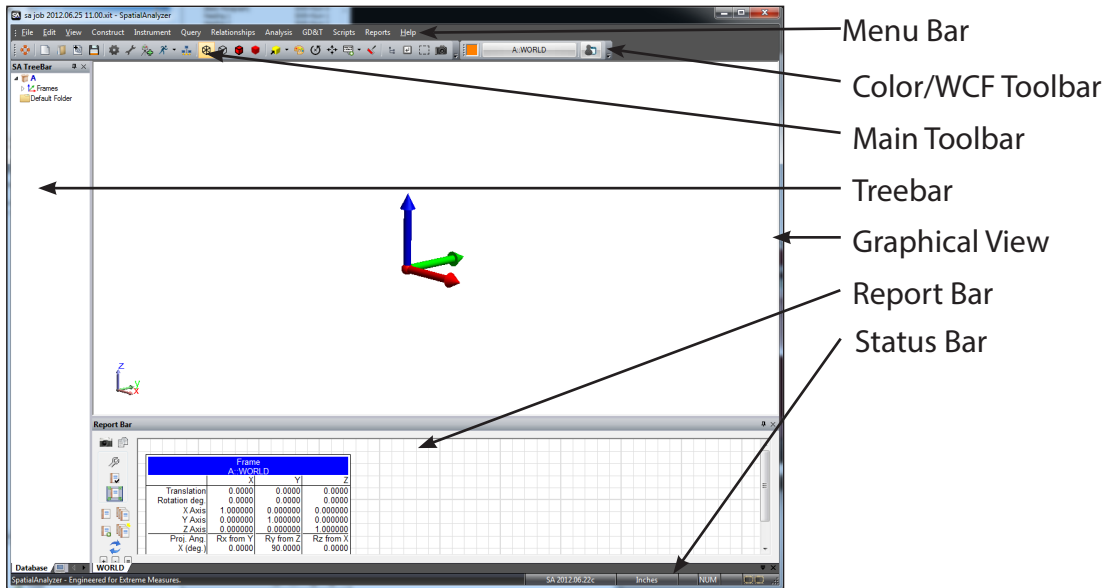 sa job 2012.06.25 11.00.xit - SpatialAnalyzer
File Edit View Construct Instrument Query Relationships Analysis GD&T Scripts Reports Help
A::WORLD
SA TreeBar
A
Frames
Default Folder
Menu Bar
Color/WCF Toolbar
Main Toolbar
Treebar
Graphical View
Report Bar
Status Bar
Z
Y
X
Report Bar
Frame
A::WORLD
X Y Z
Translation 0.0000 0.0000 0.0000
Rotation deg. 0.0000 0.0000 0.0000
X Axis 1.000000 0.000000 0.000000
Y Axis 0.000000 1.000000 0.000000
Z Axis 0.000000 0.000000 1.000000
Proj. Ang. Rx from Y Ry from Z Rz from X
X (deg.) 0.0000 90.0000 0.0000
Database WORLD
SpatialAnalyzer - Engineered for Extreme Measures. SA 2012.06.22c Inches NUM